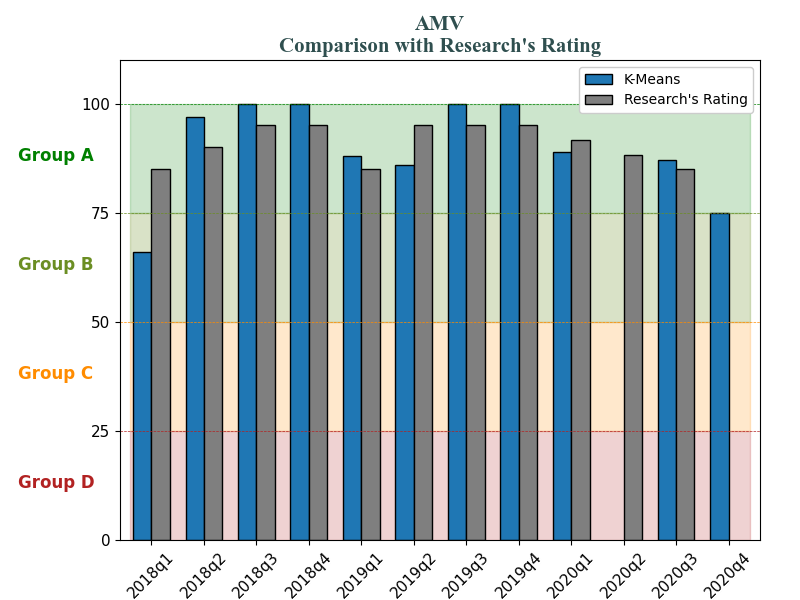 AMV
Comparison with Research's Rating
K-Means
Research's Rating
100
Group A
75
Group B
50
Group C
25
Group D
0
2018q1
2018q2
2018q3
2018q4
2019q1
2019q2
2019q3
2019q4
2020q1
2020q2
2020q3
2020q4